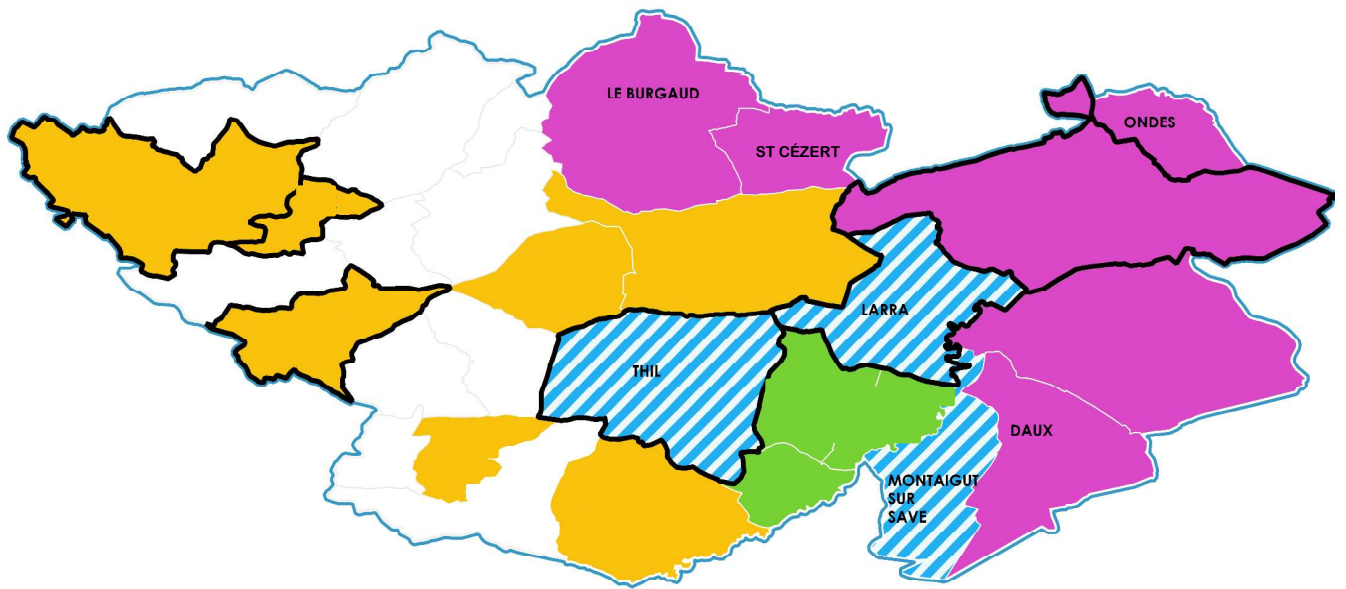 LE BURGAUD
ST CÉZERT
ONDES
LARRA
THIL
DAUX
MONTAIGUT
SUR
SAVE